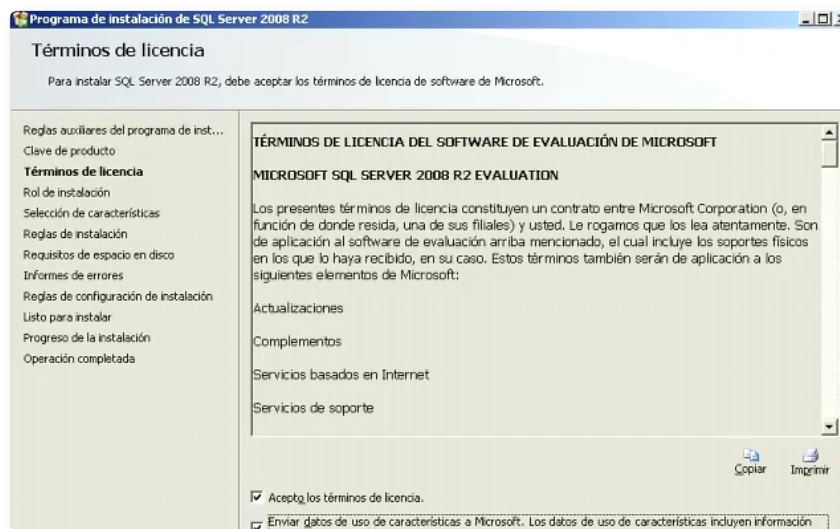 Programa de instalación de SQL Server 2008 R2
Términos de licencia
Para instalar SQL Server 2008 R2, debe aceptar los términos de licencia de software de Microsoft.
Reglas auxiliares del programa de inst...
Clave de producto
Términos de licencia
Rol de instalación
Selección de características
Reglas de instalación
Requisitos de espacio en disco
Informes de errores
Reglas de configuración de instalación
Listo para instalar
Progreso de la instalación
Operación completada
TÉRMINOS DE LICENCIA DEL SOFTWARE DE EVALUACIÓN DE MICROSOFT
MICROSOFT SQL SERVER 2008 R2 EVALUATION
Los presentes términos de licencia constituyen un contrato entre Microsoft Corporation (o, en
función de donde resida, una de sus filiales) y usted. Le rogamos que los lea atentamente. Son
de aplicación al software de evaluación arriba mencionado, el cual incluye los soportes físicos
en los que lo haya recibido, en su caso. Estos términos también serán de aplicación a los
siguientes elementos de Microsoft:
Actualizaciones
Complementos
Servicios basados en Internet
Servicios de soporte
Copiar
Imprimir
Acepto los términos de licencia.
Enviar datos de uso de características a Microsoft. Los datos de uso de características incluyen información